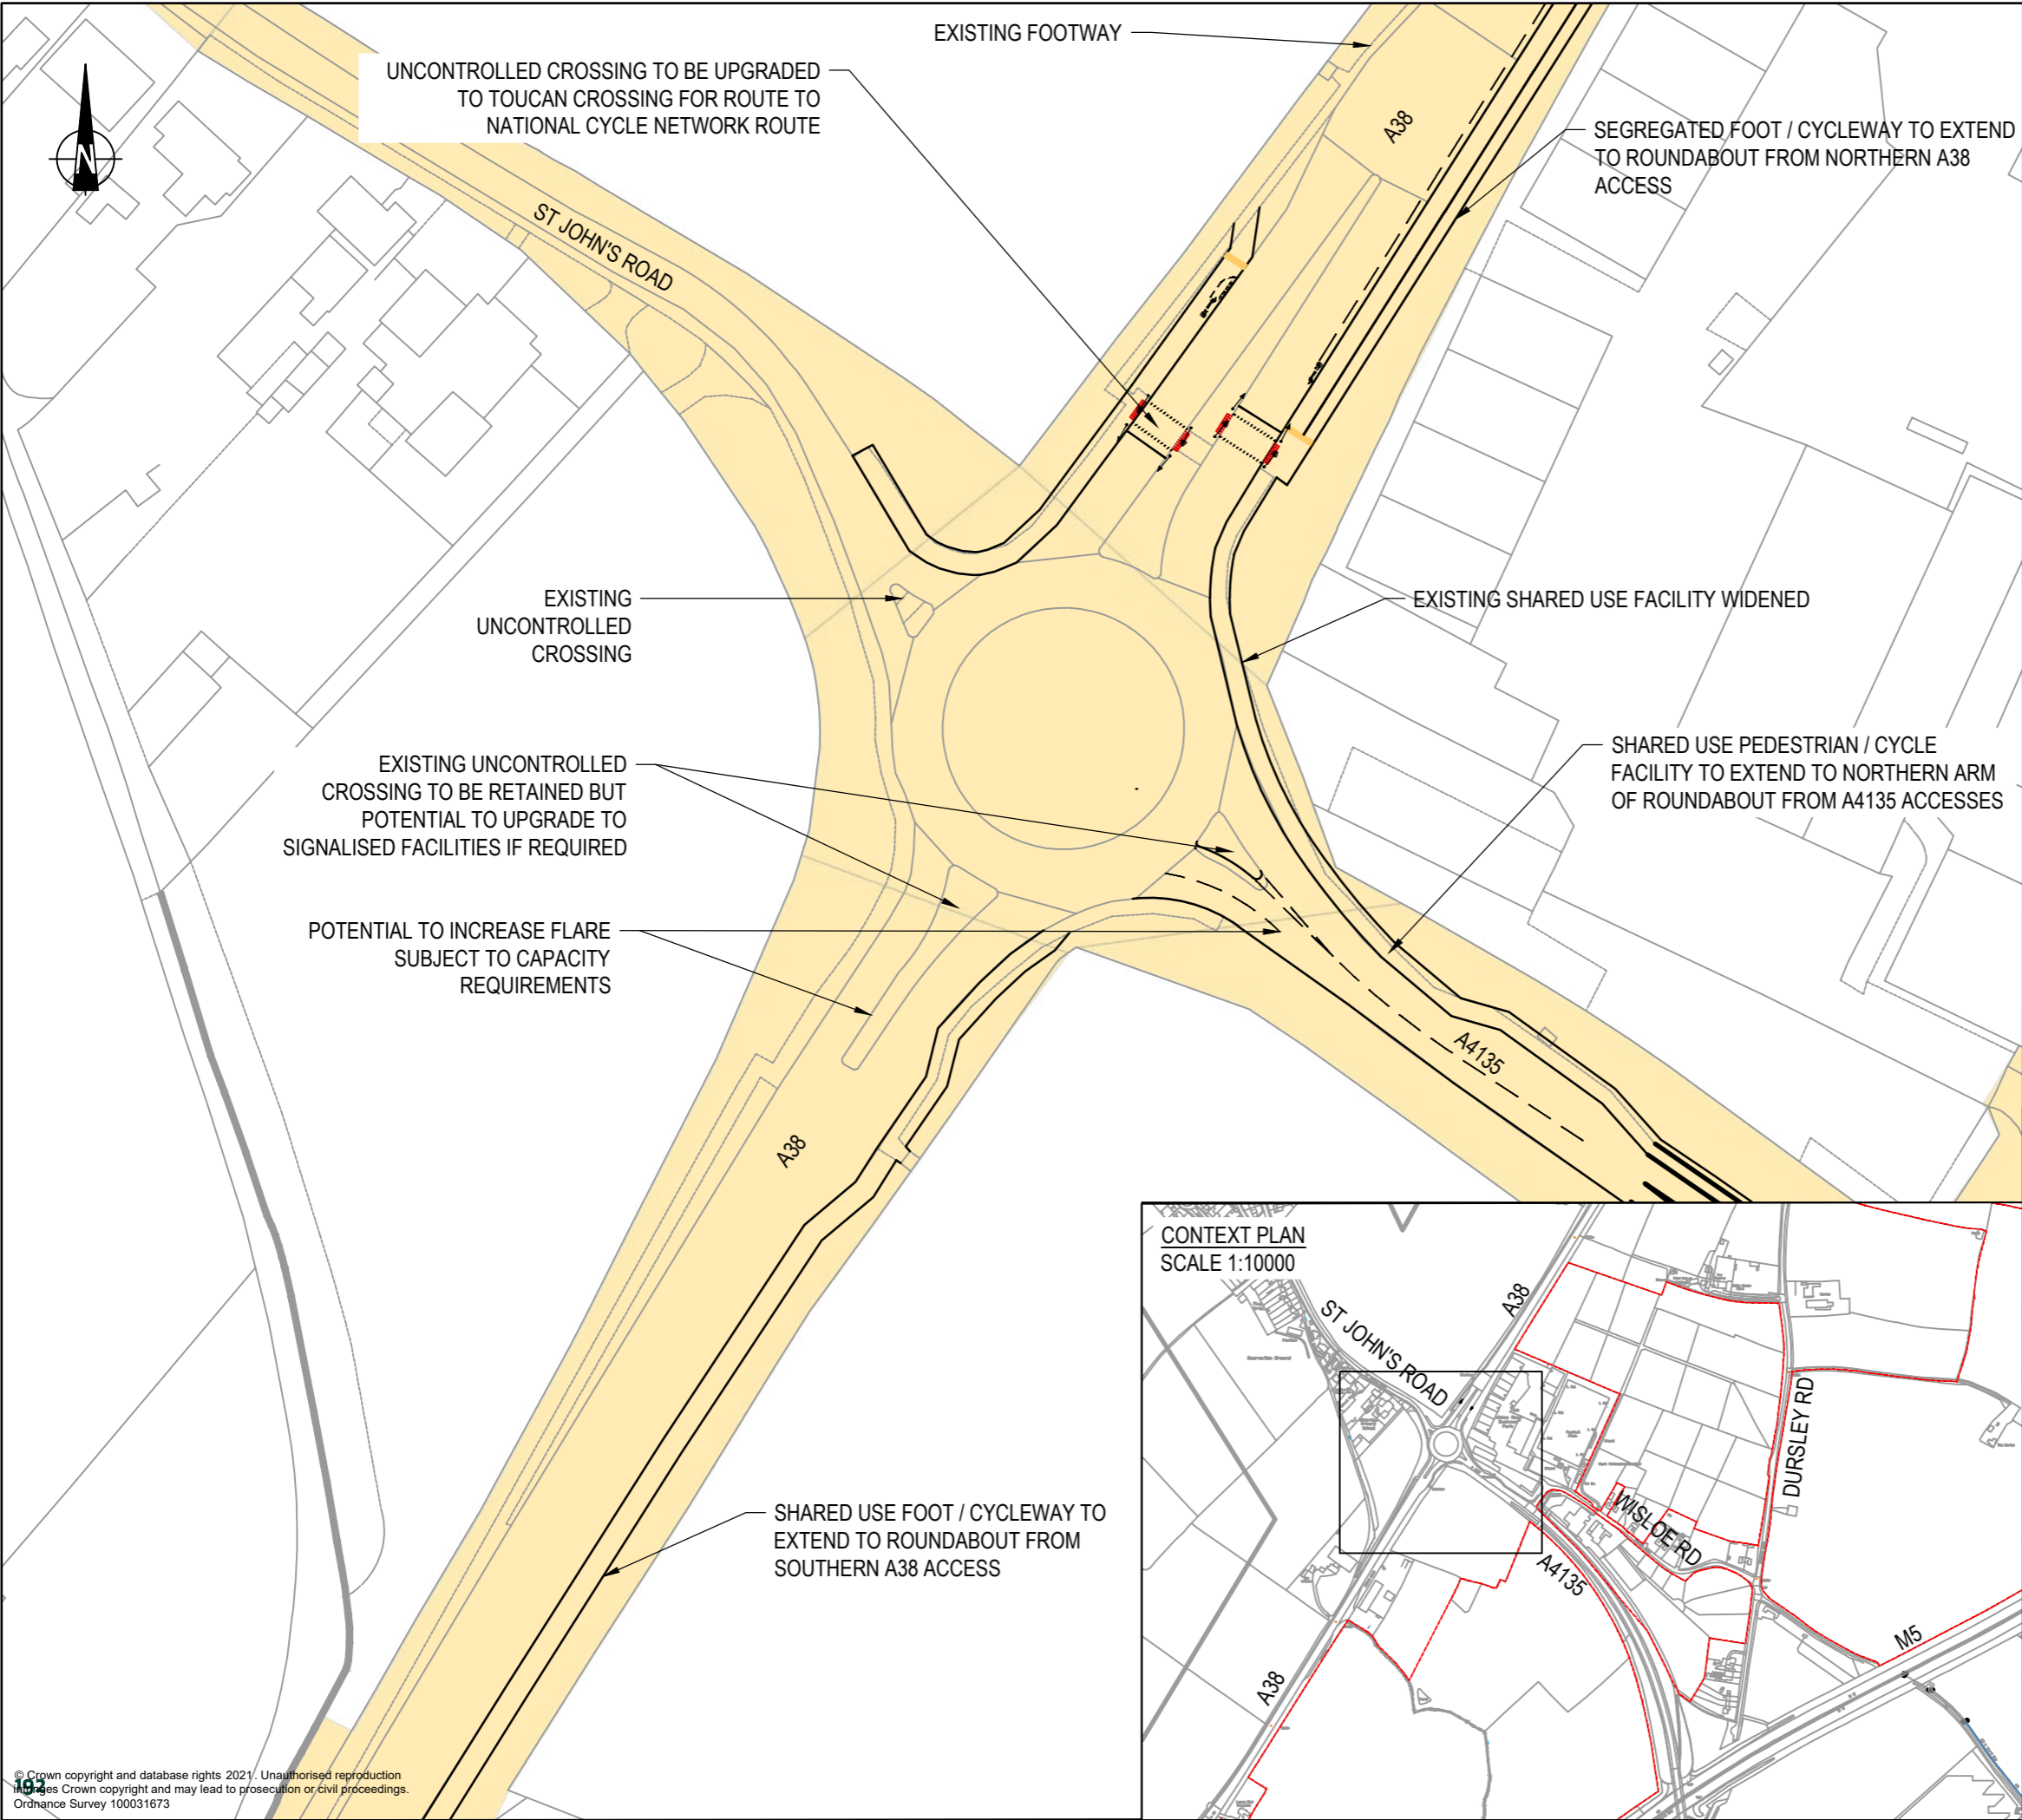 EXISTING FOOTWAY
UNCONTROLLED CROSSING TO BE UPGRADED
TO TOUCAN CROSSING FOR ROUTE TO
NATIONAL CYCLE NETWORK ROUTE
A38
SEGREGATED FOOT / CYCLEWAY TO EXTEND
TO ROUNDABOUT FROM NORTHERN A38
ACCESS
N
ST JOHN'S ROAD
EXISTING
UNCONTROLLED
CROSSING
EXISTING SHARED USE FACILITY WIDENED
EXISTING UNCONTROLLED
CROSSING TO BE RETAINED BUT
POTENTIAL TO UPGRADE TO
SIGNALISED FACILITIES IF REQUIRED
SHARED USE PEDESTRIAN / CYCLE
FACILITY TO EXTEND TO NORTHERN ARM
OF ROUNDABOUT FROM A4135 ACCESSES
POTENTIAL TO INCREASE FLARE
SUBJECT TO CAPACITY
REQUIREMENTS
A4135
A38
SHARED USE FOOT / CYCLEWAY TO
EXTEND TO ROUNDABOUT FROM
SOUTHERN A38 ACCESS
CONTEXT PLAN
SCALE 1:10000
A38
ST JOHN'S ROAD
DURSLEY RD
WISLOE RD
A4135
M5
A38
© Crown copyright and database rights 2021. Unauthorised reproduction
infringes Crown copyright and may lead to prosecution or civil proceedings.
Ordnance Survey 100031673
192